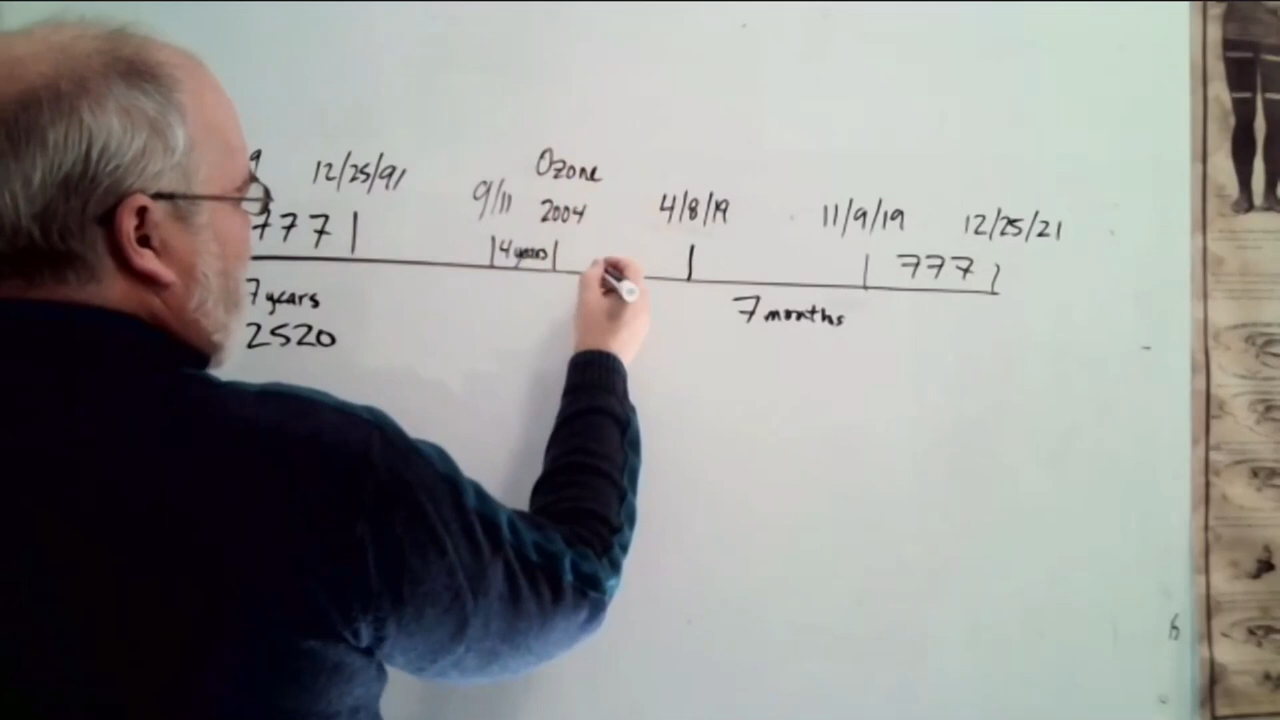 9 12/25/91 9/11 Ozone 2004 4/8/19 11/9/19 12/25/21
777 4 years 777
7 years 7 months
2520